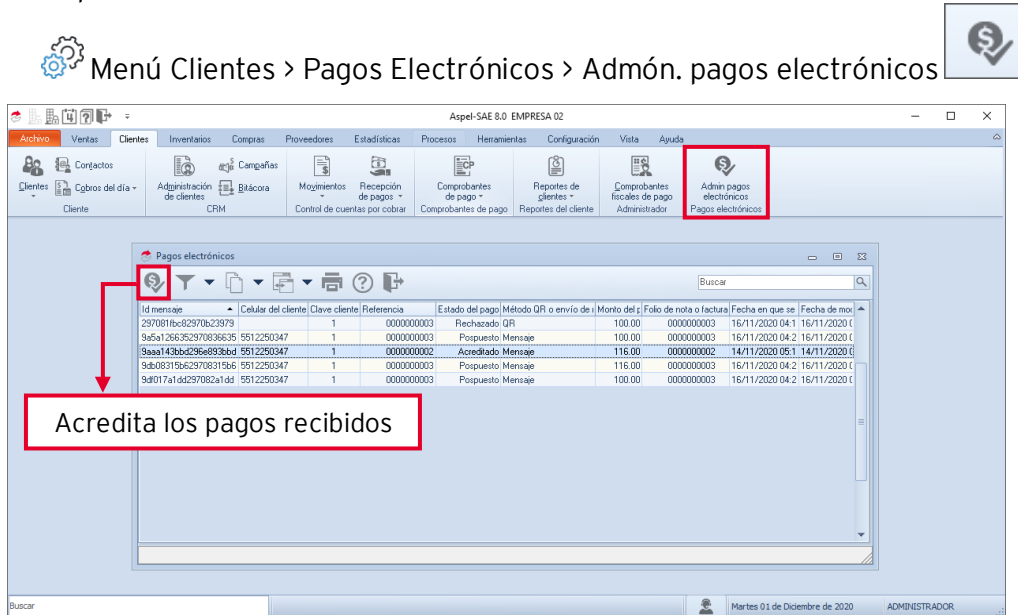 Menú Clientes > Pagos Electrónicos > Admón. pagos electrónicos
Aspel-SAE 8.0 EMPRESA 02
Archivo Ventas Clientes Inventarios Compras Proveedores Estadísticas Procesos Herramientas Configuración Vista Ayuda
Clientes
Contactos
Cobros del día
Cliente
Administración de clientes
Campañas
Bitácora
CRM
Movimientos
Recepción de pagos
Control de cuentas por cobrar
Comprobantes de pago
Comprobantes de pago
Reportes de clientes
Reportes del cliente
Comprobantes fiscales de pago
Administrador
Admin pagos electrónicos
Pagos electrónicos
Pagos electrónicos
Buscar
Id mensaje Celular del cliente Clave cliente Referencia Estado del pago Método QR o envío de Monto del Folio de nota o factura Fecha en que se Fecha de
297081fbc82970b23979 1 0000000003 Rechazado QR 100.00 0000000003 16/11/2020 04:1 16/11/2020
9a5a1266352970836635 5512250347 1 0000000003 Pospuesto Mensaje 100.00 0000000003 16/11/2020 04:2 16/11/2020
9aaa143bbd296e893bbd 5512250347 1 0000000002 Acreditado Mensaje 116.00 0000000002 14/11/2020 05:1 14/11/2020
9db08315b629708315b6 5512250347 1 0000000003 Pospuesto Mensaje 116.00 0000000003 16/11/2020 04:2 16/11/2020
9df017a1dd297082a1dd 5512250347 1 0000000003 Pospuesto Mensaje 100.00 0000000003 16/11/2020 04:2 16/11/2020
Acredita los pagos recibidos
Buscar
Martes 01 de Diciembre de 2020
ADMINISTRADOR